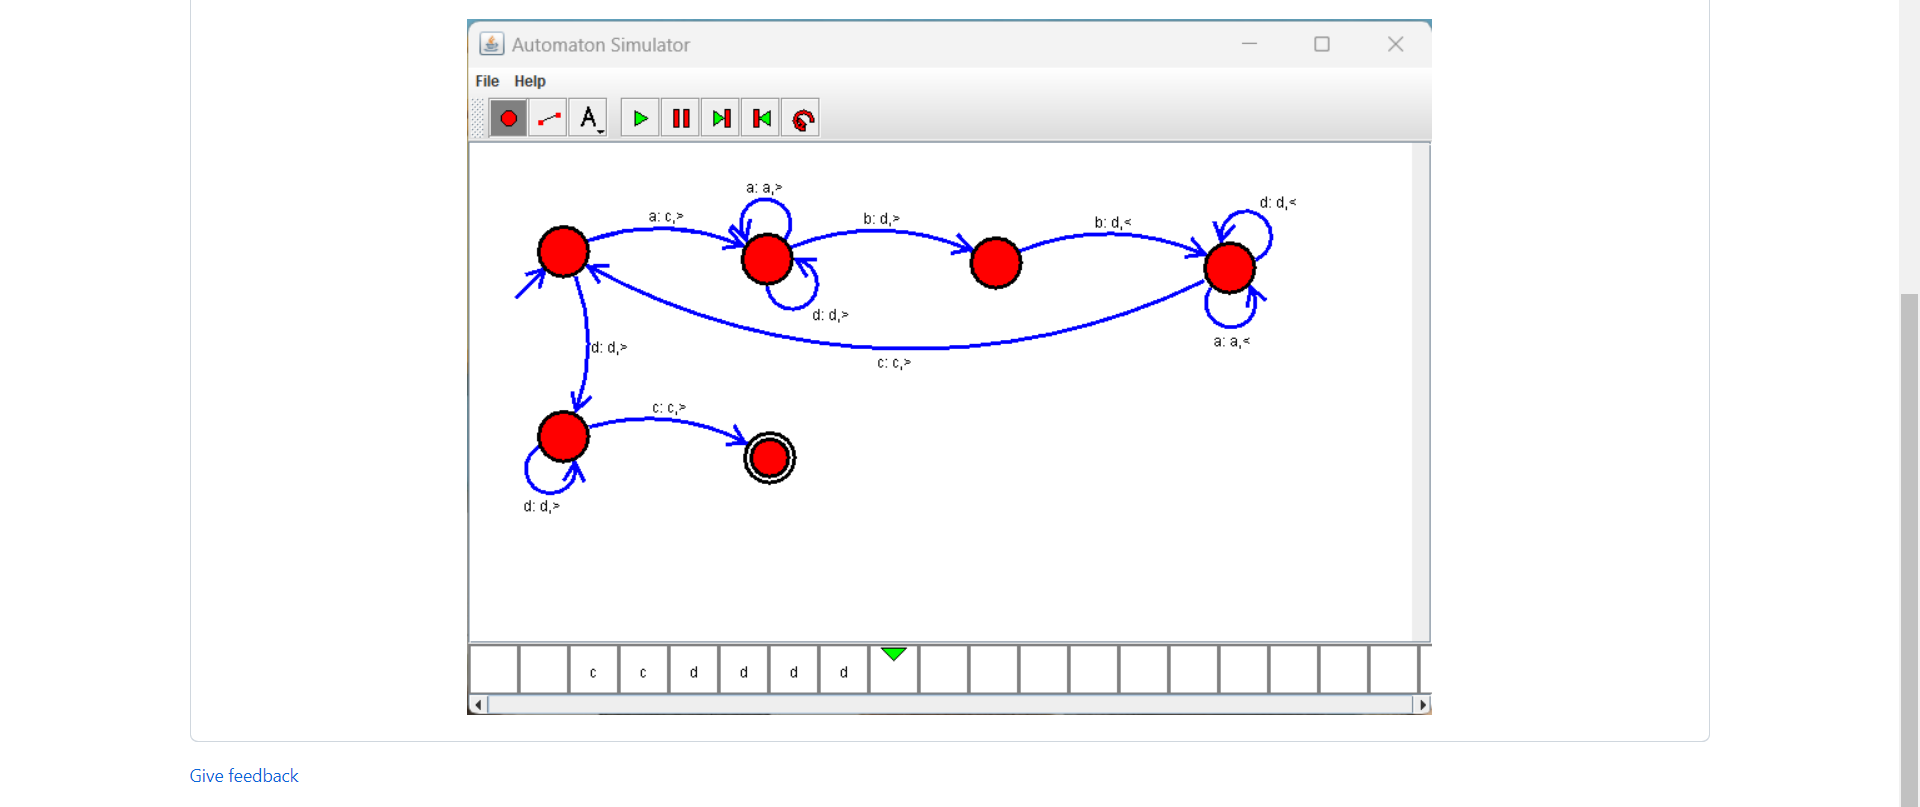 Automaton Simulator
File Help
A
a: a,>
d: d,<
a: c,>
b: d,>
b: d,<
d: d,>
a: a,<
d: d,>
c: c,>
c: c,>
d: d,>
c c d d d d
Give feedback